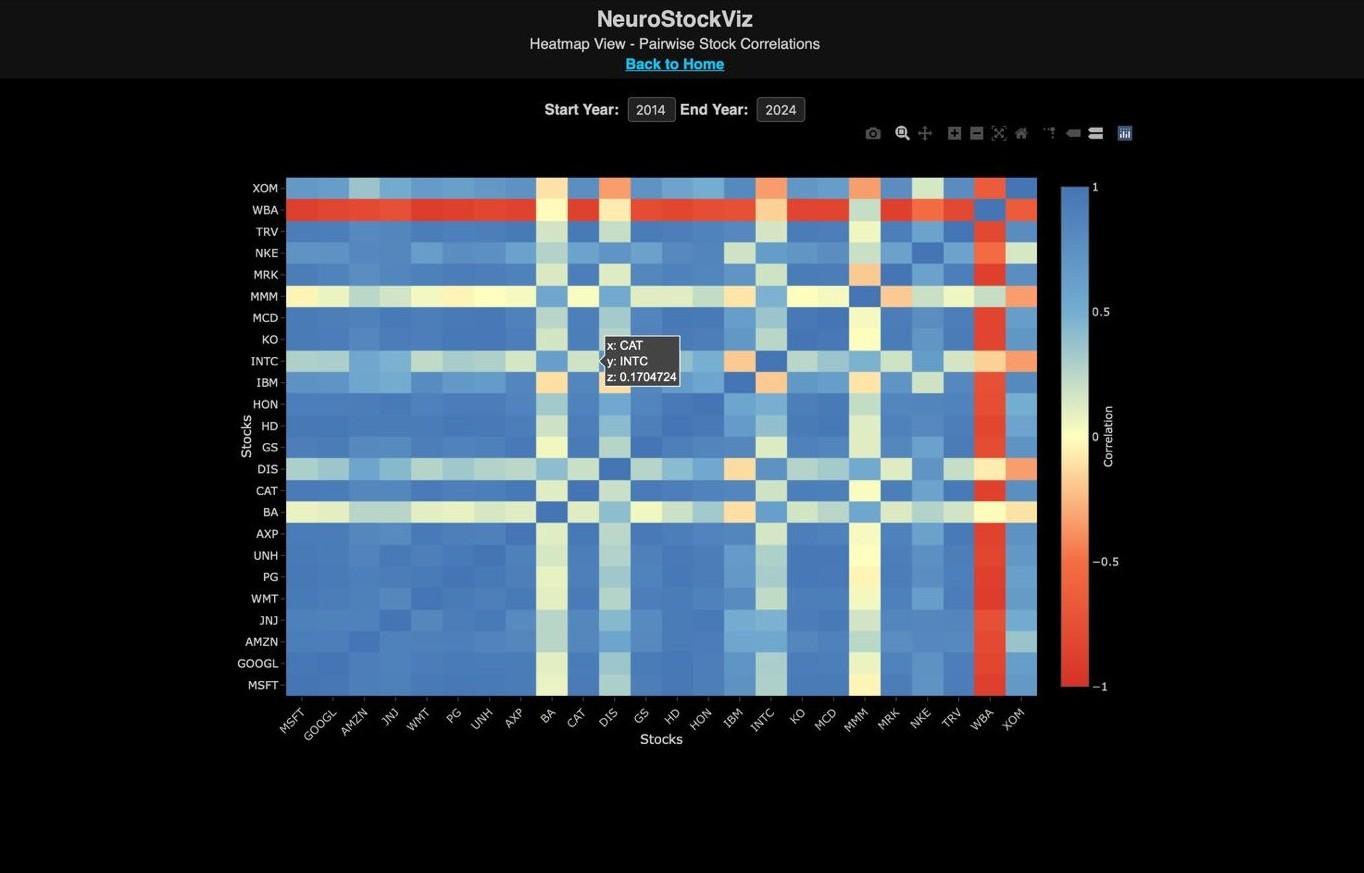 NeuroStockViz
Heatmap View - Pairwise Stock Correlations
Back to Home
Start Year: 2014 End Year: 2024
XOM
WBA
TRV
NKE
MRK
MMM
MCD
KO
INTC
IBM
HON
HD
GS
DIS
CAT
BA
AXP
UNH
PG
WMT
JNJ
AMZN
GOOGL
MSFT
Stocks
x: CAT
y: INTC
z: 0.1704724
MSFT GOOGL AMZN JNJ WMT PG UNH AXP BA CAT DIS GS HD HON IBM INTC KO MCD MMM MRK NKE TRV WBA XOM
Stocks
1
0.5
0
−0.5
−1
Correlation